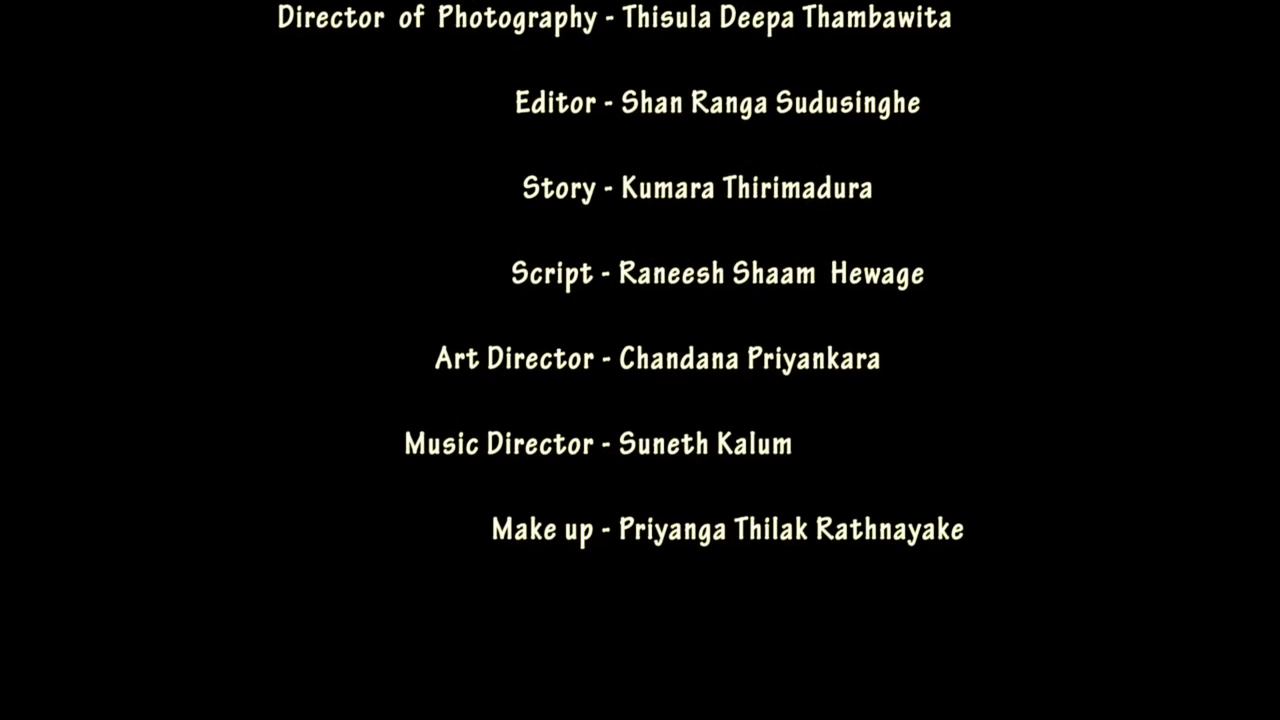 Director of Photography - Thisula Deepa Thambawita
Editor - Shan Ranga Sudusinghe
Story - Kumara Thirimadura
Script - Raneesh Shaam Hewage
Art Director - Chandana Priyankara
Music Director - Suneth Kalum
Make up - Priyanga Thilak Rathnayake